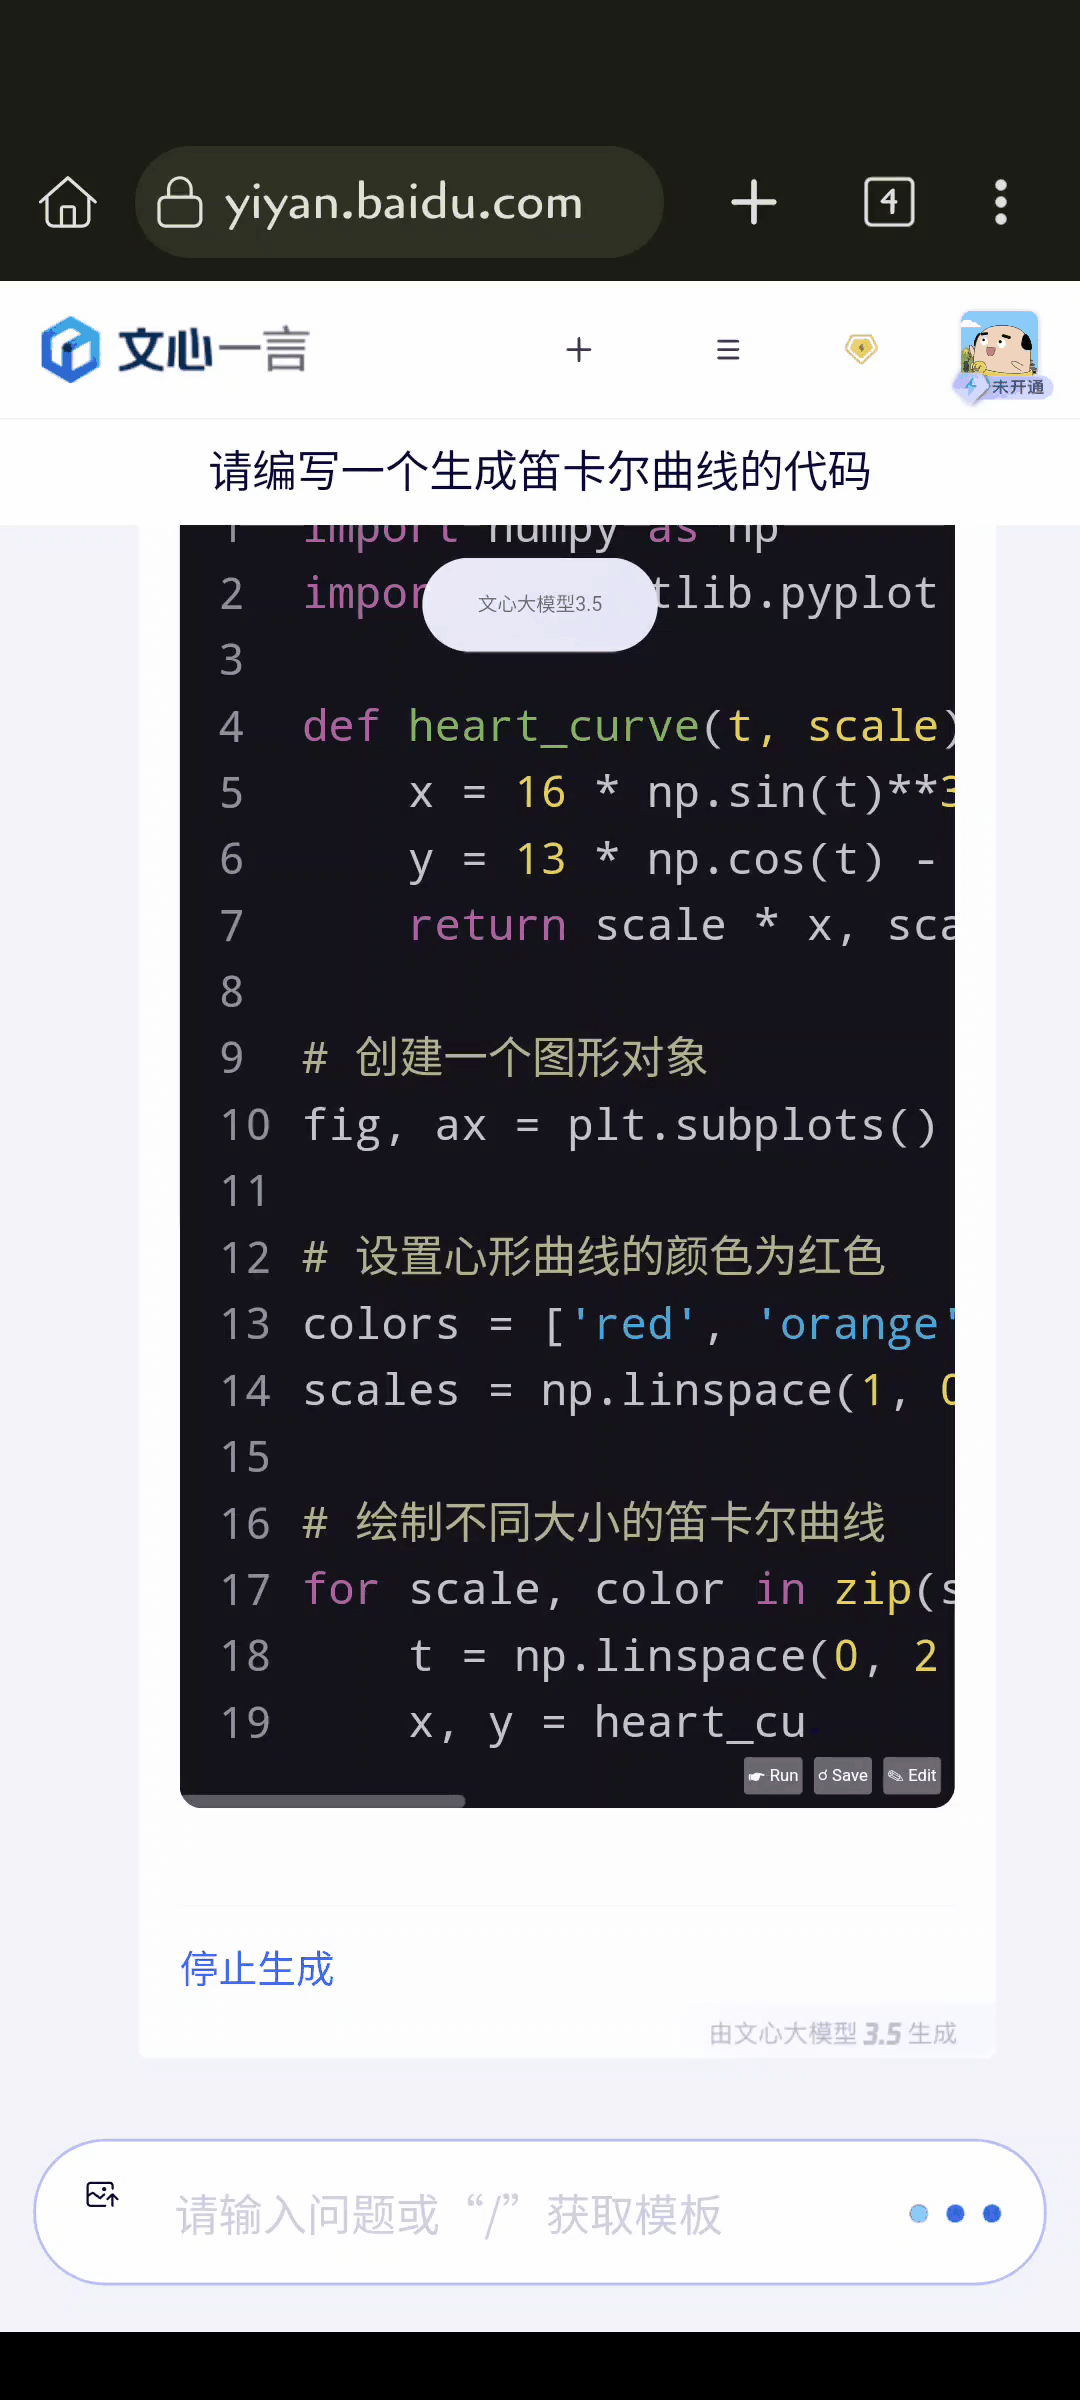 yiyan.baidu.com
4
文心一言
未开通
请编写一个生成笛卡尔曲线的代码
1 import numpy as np
文心大模型3.5
2 impor tlib.pyplot
3
4 def heart_curve(t, scale)
5 x = 16 * np.sin(t)**3
6 y = 13 * np.cos(t) -
7 return scale * x, sca
8
9 # 创建一个图形对象
10 fig, ax = plt.subplots()
11
12 # 设置心形曲线的颜色为红色
13 colors = ['red', 'orange'
14 scales = np.linspace(1, 0
15
16 # 绘制不同大小的笛卡尔曲线
17 for scale, color in zip(s
18 t = np.linspace(0, 2
19 x, y = heart_cu
Run Save Edit
停止生成
由文心大模型 3.5 生成
请输入问题或“/”获取模板